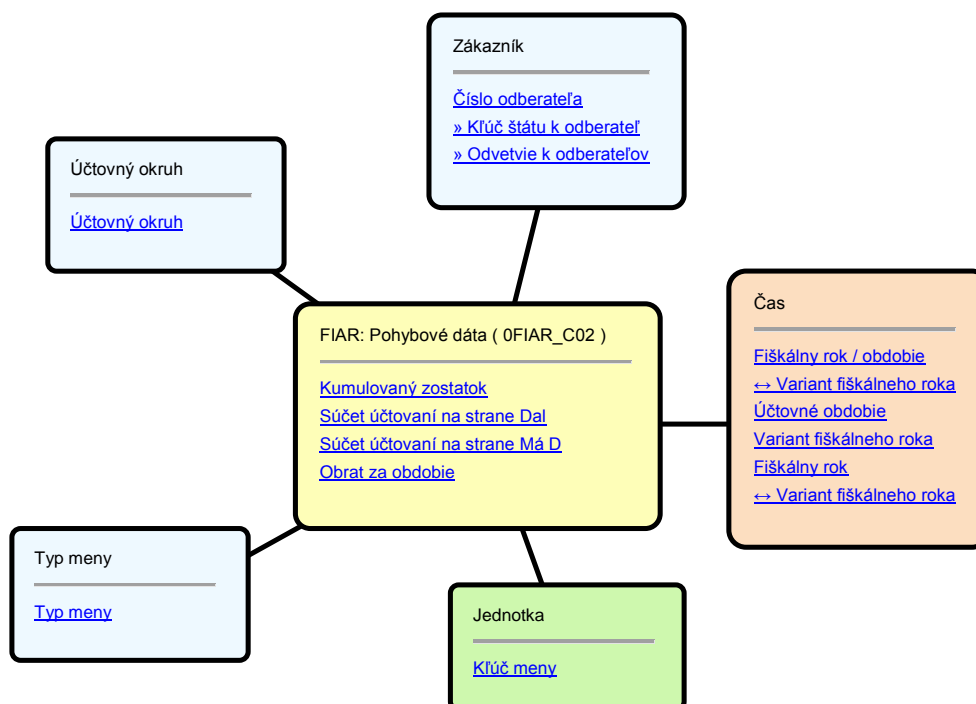 Zákazník
Číslo odberateľa
» Kľúč štátu k odberateľ
» Odvetvie k odberateľov
Účtovný okruh
Účtovný okruh
FIAR: Pohybové dáta ( 0FIAR_C02 )
Kumulovaný zostatok
Súčet účtovaní na strane Dal
Súčet účtovaní na strane Má D
Obrat za obdobie
Čas
Fiškálny rok / obdobie
↔ Variant fiškálneho roka
Účtovné obdobie
Variant fiškálneho roka
Fiškálny rok
↔ Variant fiškálneho roka
Typ meny
Typ meny
Jednotka
Kľúč meny